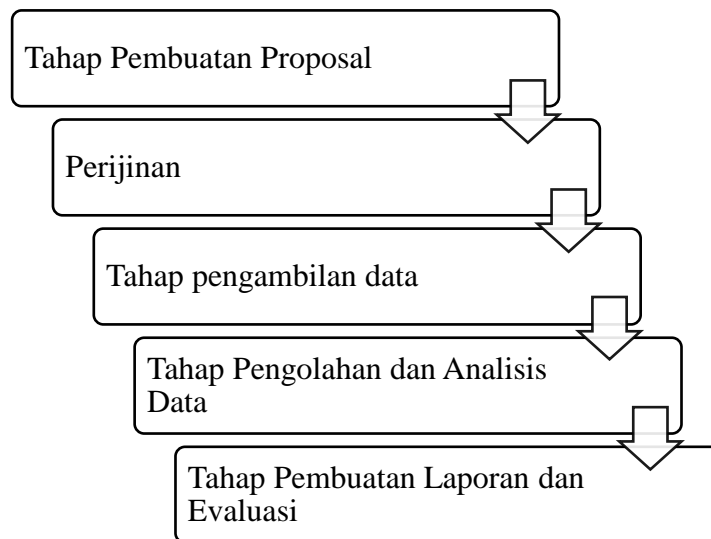 Tahap Pembuatan Proposal
Perijinan
Tahap pengambilan data
Tahap Pengolahan dan Analisis
Data
Tahap Pembuatan Laporan dan
Evaluasi